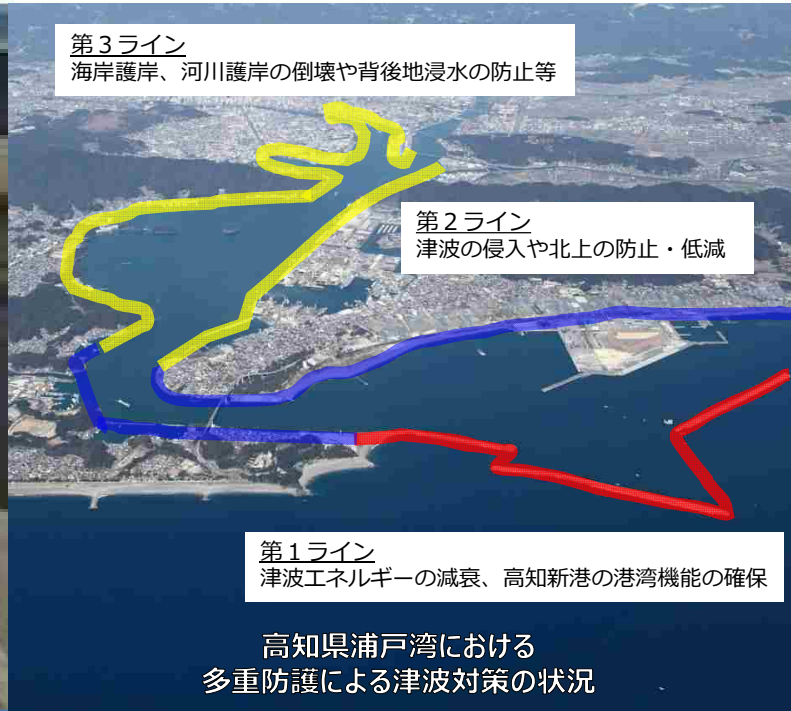 第３ライン
海岸護岸、河川護岸の倒壊や背後地浸水の防止等
第２ライン
津波の侵入や北上の防止・低減
第１ライン
津波エネルギーの減衰、高知新港の港湾機能の確保
高知県浦戸湾における
多重防護による津波対策の状況